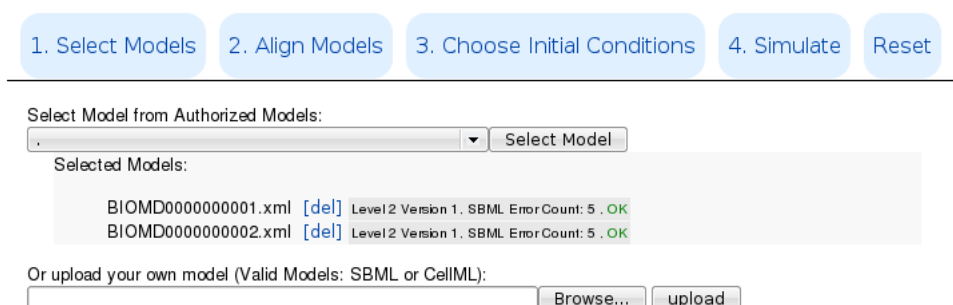 1. Select Models 2. Align Models 3. Choose Initial Conditions 4. Simulate Reset
Select Model from Authorized Models:
. Select Model
Selected Models:
BIOMD0000000001.xml [del] Level 2 Version 1, SBML Error Count: 5 , OK
BIOMD0000000002.xml [del] Level 2 Version 1, SBML Error Count: 5 , OK
Or upload your own model (Valid Models: SBML or CellML):
Browse... upload